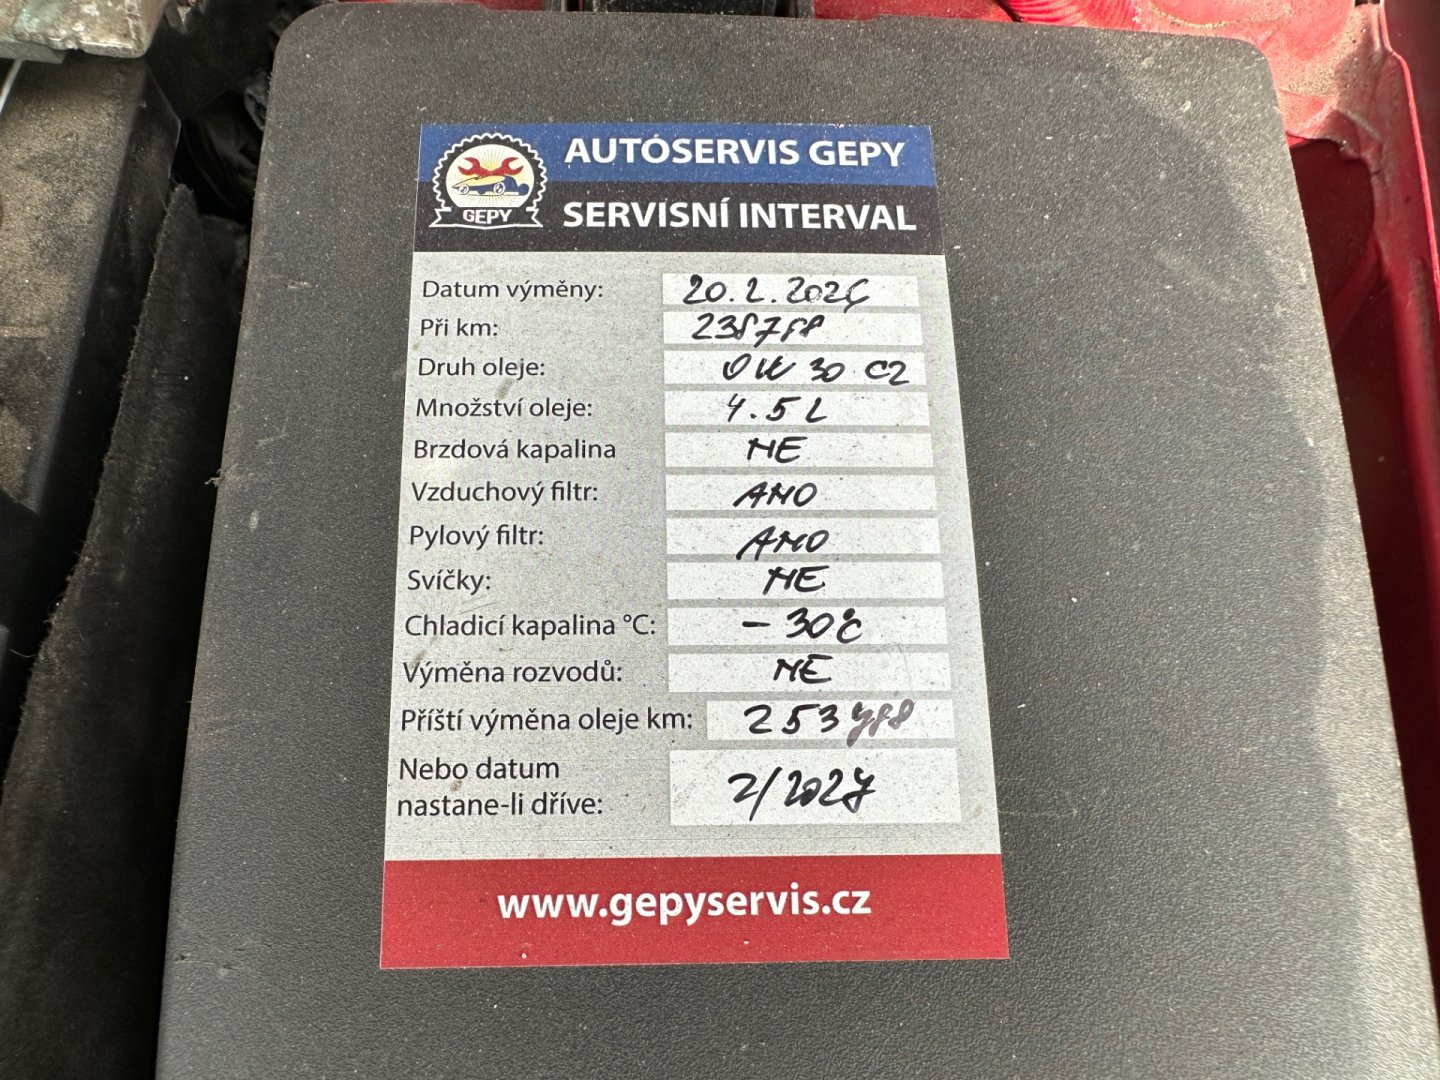 AUTOSERVIS GEPY
GEPY
SERVISNÍ INTERVAL
Datum výměny: 20.2.2026
Při km: 238788
Druh oleje: 0W 30 C2
Množství oleje: 4.5 L
Brzdová kapalina NE
Vzduchový filtr: ANO
Pylový filtr: ANO
Svíčky: NE
Chladicí kapalina °C: -30°C
Výměna rozvodů: NE
Příští výměna oleje km: 253788
Nebo datum
nastane-li dříve: 2/2027
www.gepyservis.cz